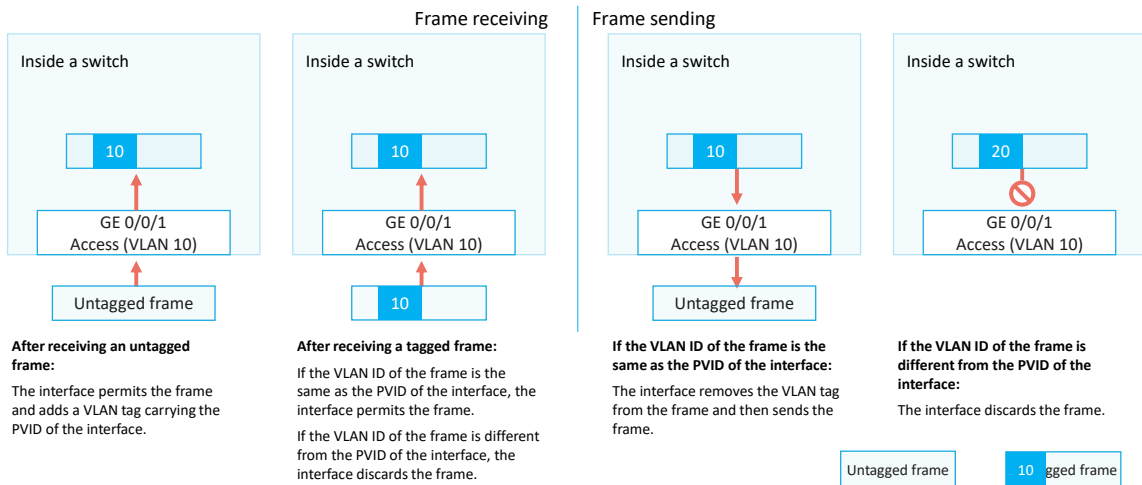 Frame receiving
Frame sending
Inside a switch
10
GE 0/0/1
Access (VLAN 10)
Untagged frame
After receiving an untagged
frame:
The interface permits the frame
and adds a VLAN tag carrying the
PVID of the interface.
Inside a switch
10
GE 0/0/1
Access (VLAN 10)
10
After receiving a tagged frame:
If the VLAN ID of the frame is the
same as the PVID of the interface, the
interface permits the frame.
If the VLAN ID of the frame is different
from the PVID of the interface, the
interface discards the frame.
Inside a switch
10
GE 0/0/1
Access (VLAN 10)
Untagged frame
If the VLAN ID of the frame is the
same as the PVID of the interface:
The interface removes the VLAN tag
from the frame and then sends the
frame.
Inside a switch
20
GE 0/0/1
Access (VLAN 10)
If the VLAN ID of the frame is
different from the PVID of the
interface:
The interface discards the frame.
Untagged frame
10 gged frame